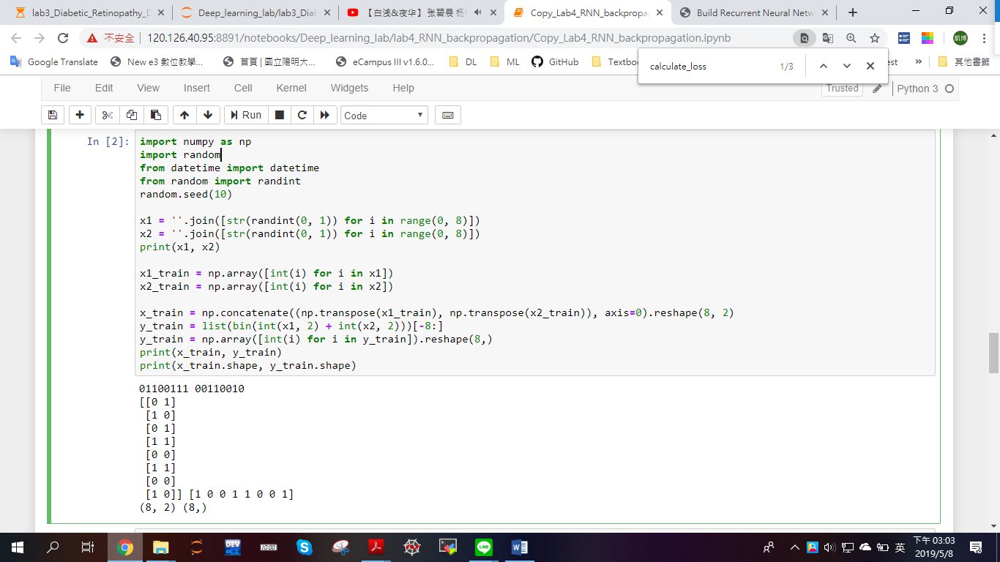 lab3_Diabetic_Retinopathy_D
Deep_learning_lab/lab3_Diab
【白浅&夜华】张碧晨 杨
Copy_Lab4_RNN_backpropaga
Build Recurrent Neural Netw
不安全 120.126.40.95:8891/notebooks/Deep_learning_lab/lab4_RNN_backpropagation/Copy_Lab4_RNN_backpropagation.ipynb
凱博
Google Translate New e3 數位教學... 首頁 | 國立陽明大... eCampus III v1.6.0... DL ML GitHub Textboo est » 其他書籤
calculate_loss 1/3
File Edit View Insert Cell Kernel Widgets Help Trusted Python 3
Run Code
In [2]:
import numpy as np
import random
from datetime import datetime
from random import randint
random.seed(10)
x1 = ''.join([str(randint(0, 1)) for i in range(0, 8)])
x2 = ''.join([str(randint(0, 1)) for i in range(0, 8)])
print(x1, x2)
x1_train = np.array([int(i) for i in x1])
x2_train = np.array([int(i) for i in x2])
x_train = np.concatenate((np.transpose(x1_train), np.transpose(x2_train)), axis=0).reshape(8, 2)
y_train = list(bin(int(x1, 2) + int(x2, 2)))[-8:]
y_train = np.array([int(i) for i in y_train]).reshape(8,)
print(x_train, y_train)
print(x_train.shape, y_train.shape)
01100111 00110010
[[0 1]
[1 0]
[0 1]
[1 1]
[0 0]
[1 1]
[0 0]
[1 0]] [1 0 0 1 1 0 0 1]
(8, 2) (8,)
DEV
LINE
英
下午 03:03
2019/5/8